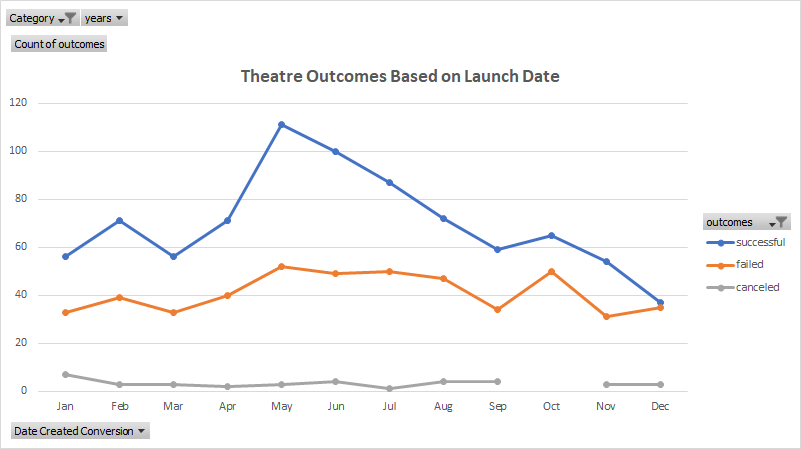 Category years
Count of outcomes
Theatre Outcomes Based on Launch Date
120
100
80
60
40
20
0
Jan Feb Mar Apr May Jun Jul Aug Sep Oct Nov Dec
outcomes
successful
failed
canceled
Date Created Conversion